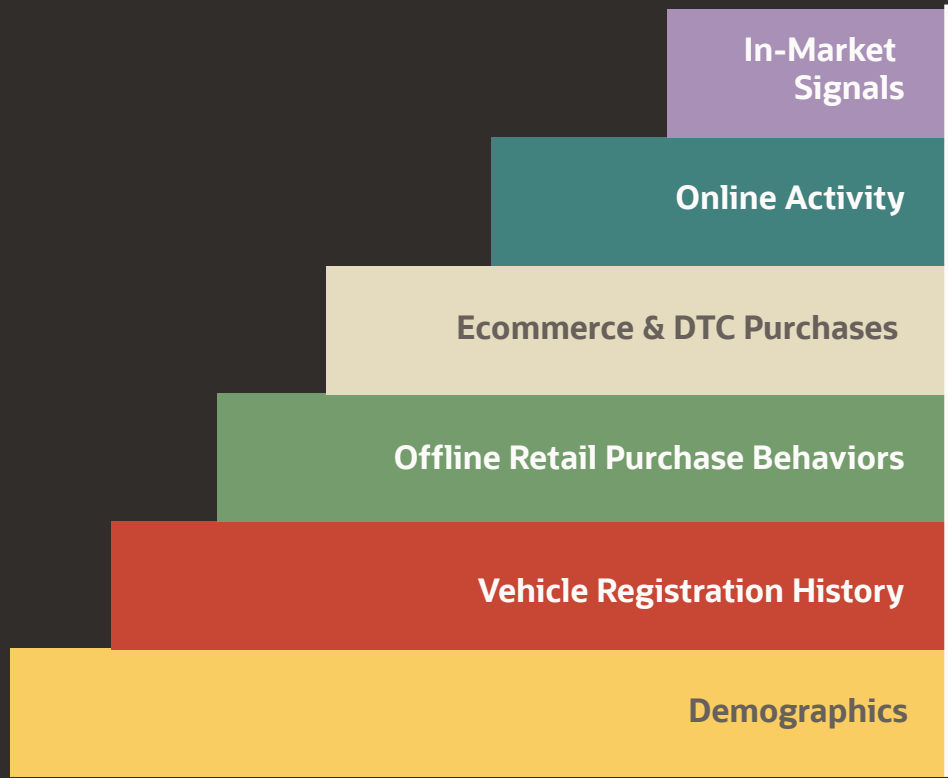 In-Market
Signals
Online Activity
Ecommerce & DTC Purchases
Offline Retail Purchase Behaviors
Vehicle Registration History
Demographics